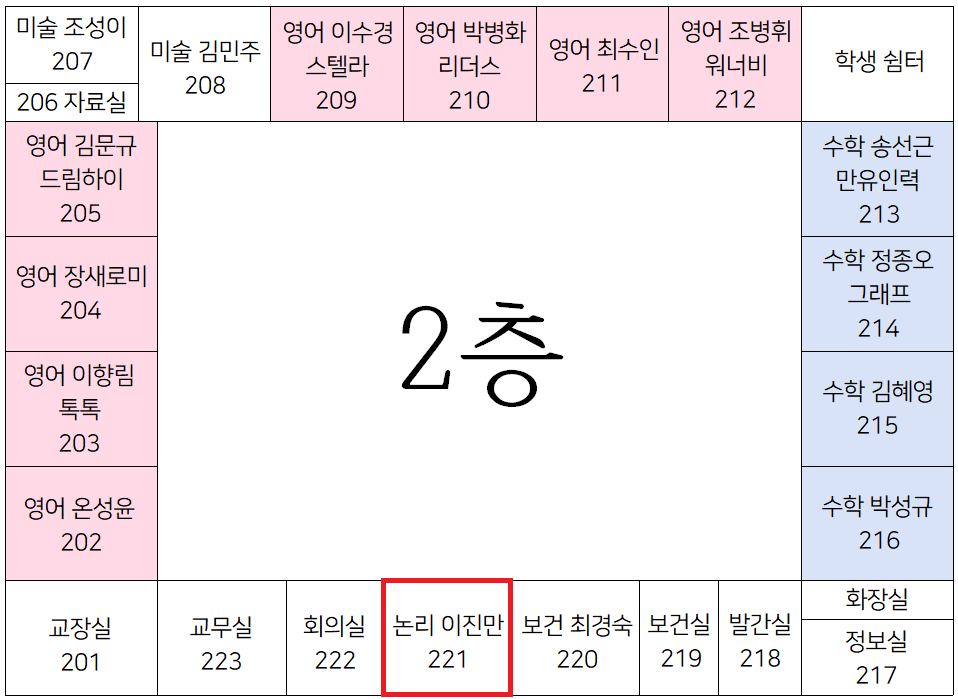 미술 조성이
207
206 자료실
미술 김민주
208
영어 이수경
스텔라
209
영어 박병화
리더스
210
영어 최수인
211
영어 조병휘
워너비
212
학생 쉼터
영어 김문규
드림하이
205
영어 장새로미
204
영어 이향림
톡톡
203
영어 온성윤
202
2층
수학 송선근
만유인력
213
수학 정종오
그래프
214
수학 김혜영
215
수학 박성규
216
교장실
201
교무실
223
회의실
222
논리 이진만
221
보건 최경숙
220
보건실
219
발간실
218
화장실
정보실
217